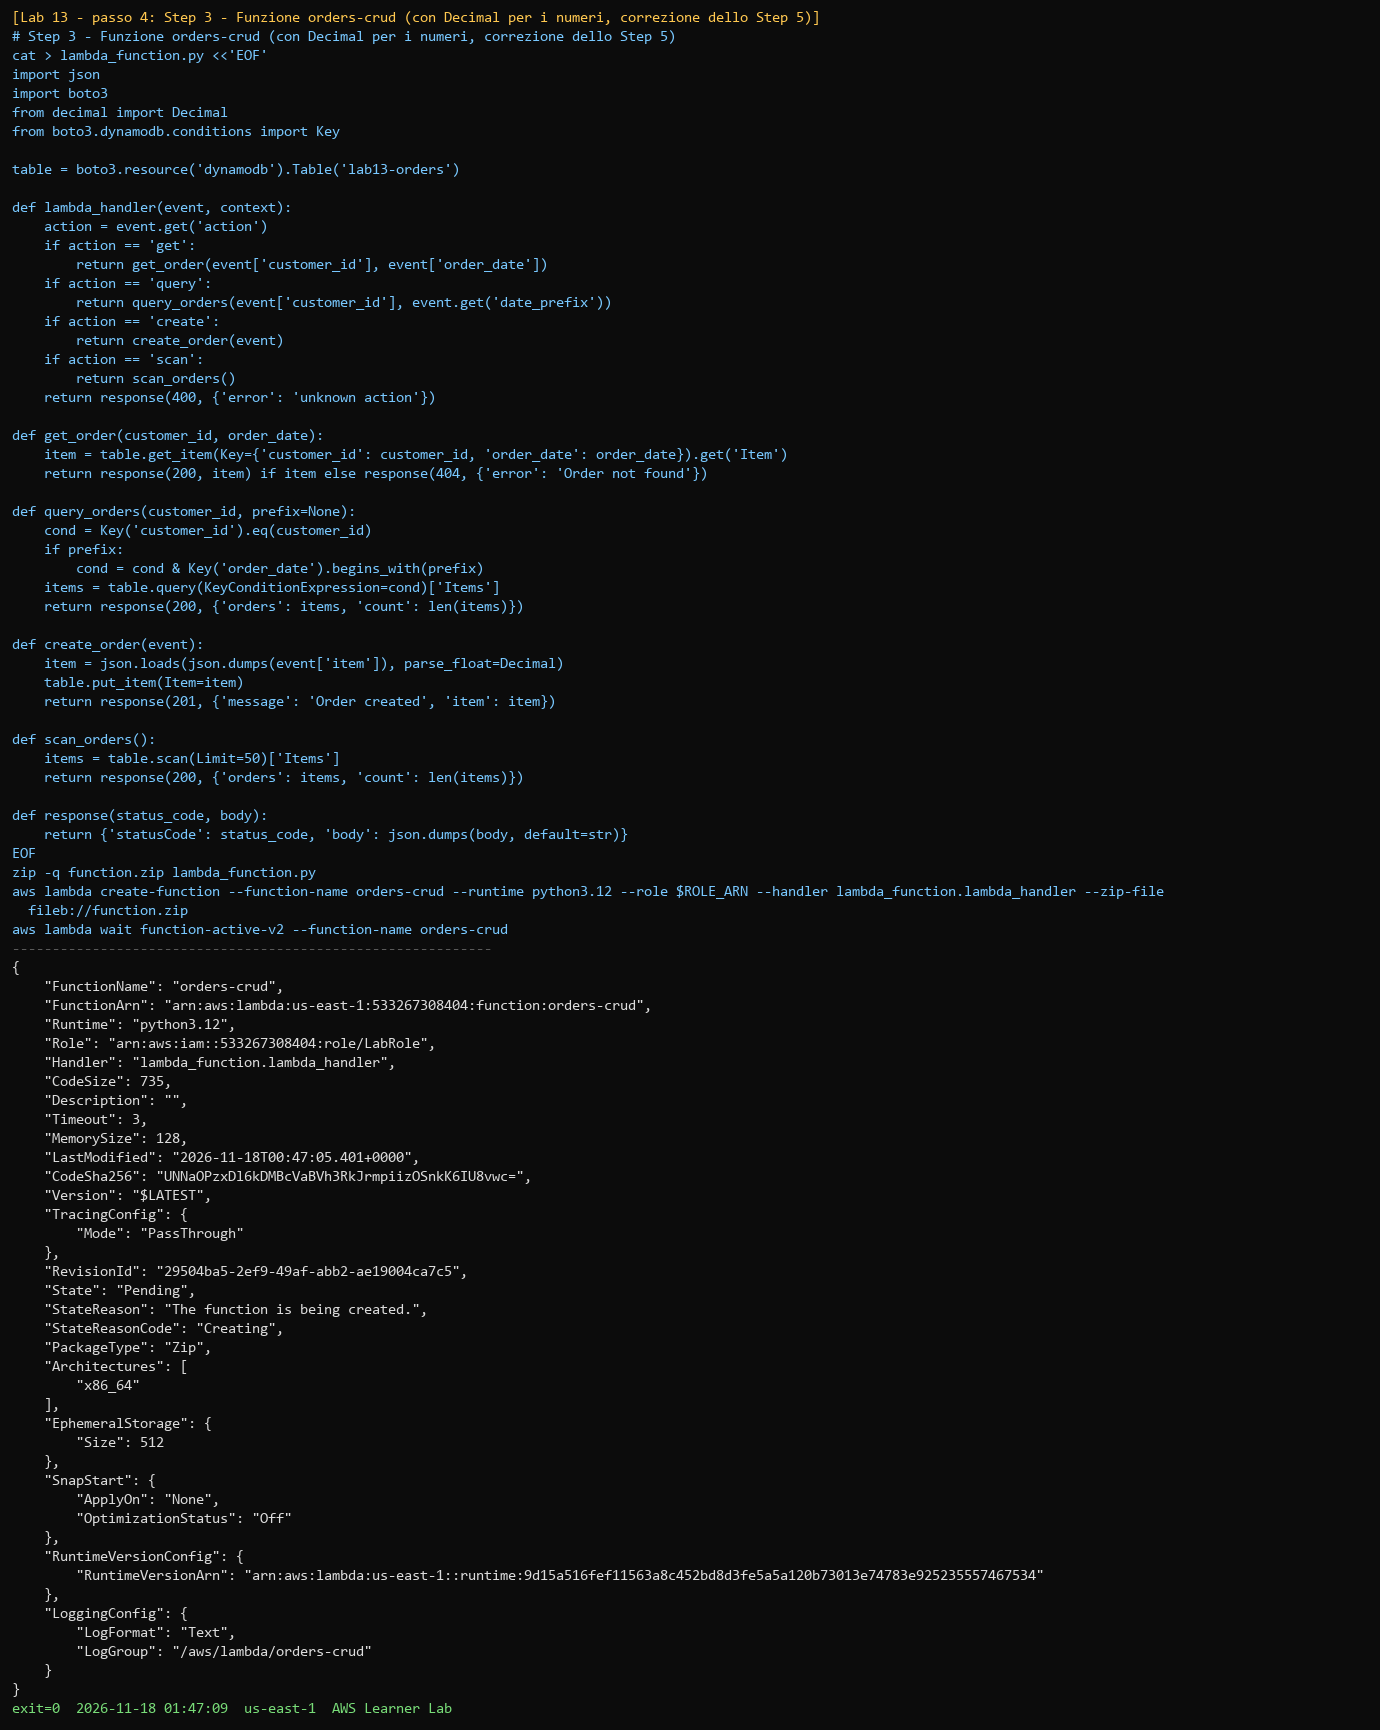 [Lab 13 - passo 4: Step 3 - Funzione orders-crud (con Decimal per i numeri, correzione dello Step 5)]
# Step 3 - Funzione orders-crud (con Decimal per i numeri, correzione dello Step 5)
cat > lambda_function.py <<'EOF'
import json
import boto3
from decimal import Decimal
from boto3.dynamodb.conditions import Key

table = boto3.resource('dynamodb').Table('lab13-orders')

def lambda_handler(event, context):
    action = event.get('action')
    if action == 'get':
        return get_order(event['customer_id'], event['order_date'])
    if action == 'query':
        return query_orders(event['customer_id'], event.get('date_prefix'))
    if action == 'create':
        return create_order(event)
    if action == 'scan':
        return scan_orders()
    return response(400, {'error': 'unknown action'})

def get_order(customer_id, order_date):
    item = table.get_item(Key={'customer_id': customer_id, 'order_date': order_date}).get('Item')
    return response(200, item) if item else response(404, {'error': 'Order not found'})

def query_orders(customer_id, prefix=None):
    cond = Key('customer_id').eq(customer_id)
    if prefix:
        cond = cond & Key('order_date').begins_with(prefix)
    items = table.query(KeyConditionExpression=cond)['Items']
    return response(200, {'orders': items, 'count': len(items)})

def create_order(event):
    item = json.loads(json.dumps(event['item']), parse_float=Decimal)
    table.put_item(Item=item)
    return response(201, {'message': 'Order created', 'item': item})

def scan_orders():
    items = table.scan(Limit=50)['Items']
    return response(200, {'orders': items, 'count': len(items)})

def response(status_code, body):
    return {'statusCode': status_code, 'body': json.dumps(body, default=str)}
EOF
zip -q function.zip lambda_function.py
aws lambda create-function --function-name orders-crud --runtime python3.12 --role $ROLE_ARN --handler lambda_function.lambda_handler --zip-file
  fileb://function.zip
aws lambda wait function-active-v2 --function-name orders-crud
------------------------------------------------------------
{
    "FunctionName": "orders-crud",
    "FunctionArn": "arn:aws:lambda:us-east-1:533267308404:function:orders-crud",
    "Runtime": "python3.12",
    "Role": "arn:aws:iam::533267308404:role/LabRole",
    "Handler": "lambda_function.lambda_handler",
    "CodeSize": 735,
    "Description": "",
    "Timeout": 3,
    "MemorySize": 128,
    "LastModified": "2026-11-18T00:47:05.401+0000",
    "CodeSha256": "UNNaOPzxDl6kDMBcVaBVh3RkJrmpiizOSnkK6IU8vwc=",
    "Version": "$LATEST",
    "TracingConfig": {
        "Mode": "PassThrough"
    },
    "RevisionId": "29504ba5-2ef9-49af-abb2-ae19004ca7c5",
    "State": "Pending",
    "StateReason": "The function is being created.",
    "StateReasonCode": "Creating",
    "PackageType": "Zip",
    "Architectures": [
        "x86_64"
    ],
    "EphemeralStorage": {
        "Size": 512
    },
    "SnapStart": {
        "ApplyOn": "None",
        "OptimizationStatus": "Off"
    },
    "RuntimeVersionConfig": {
        "RuntimeVersionArn": "arn:aws:lambda:us-east-1::runtime:9d15a516fef11563a8c452bd8d3fe5a5a120b73013e74783e925235557467534"
    },
    "LoggingConfig": {
        "LogFormat": "Text",
        "LogGroup": "/aws/lambda/orders-crud"
    }
}
exit=0  2026-11-18 01:47:09  us-east-1  AWS Learner Lab